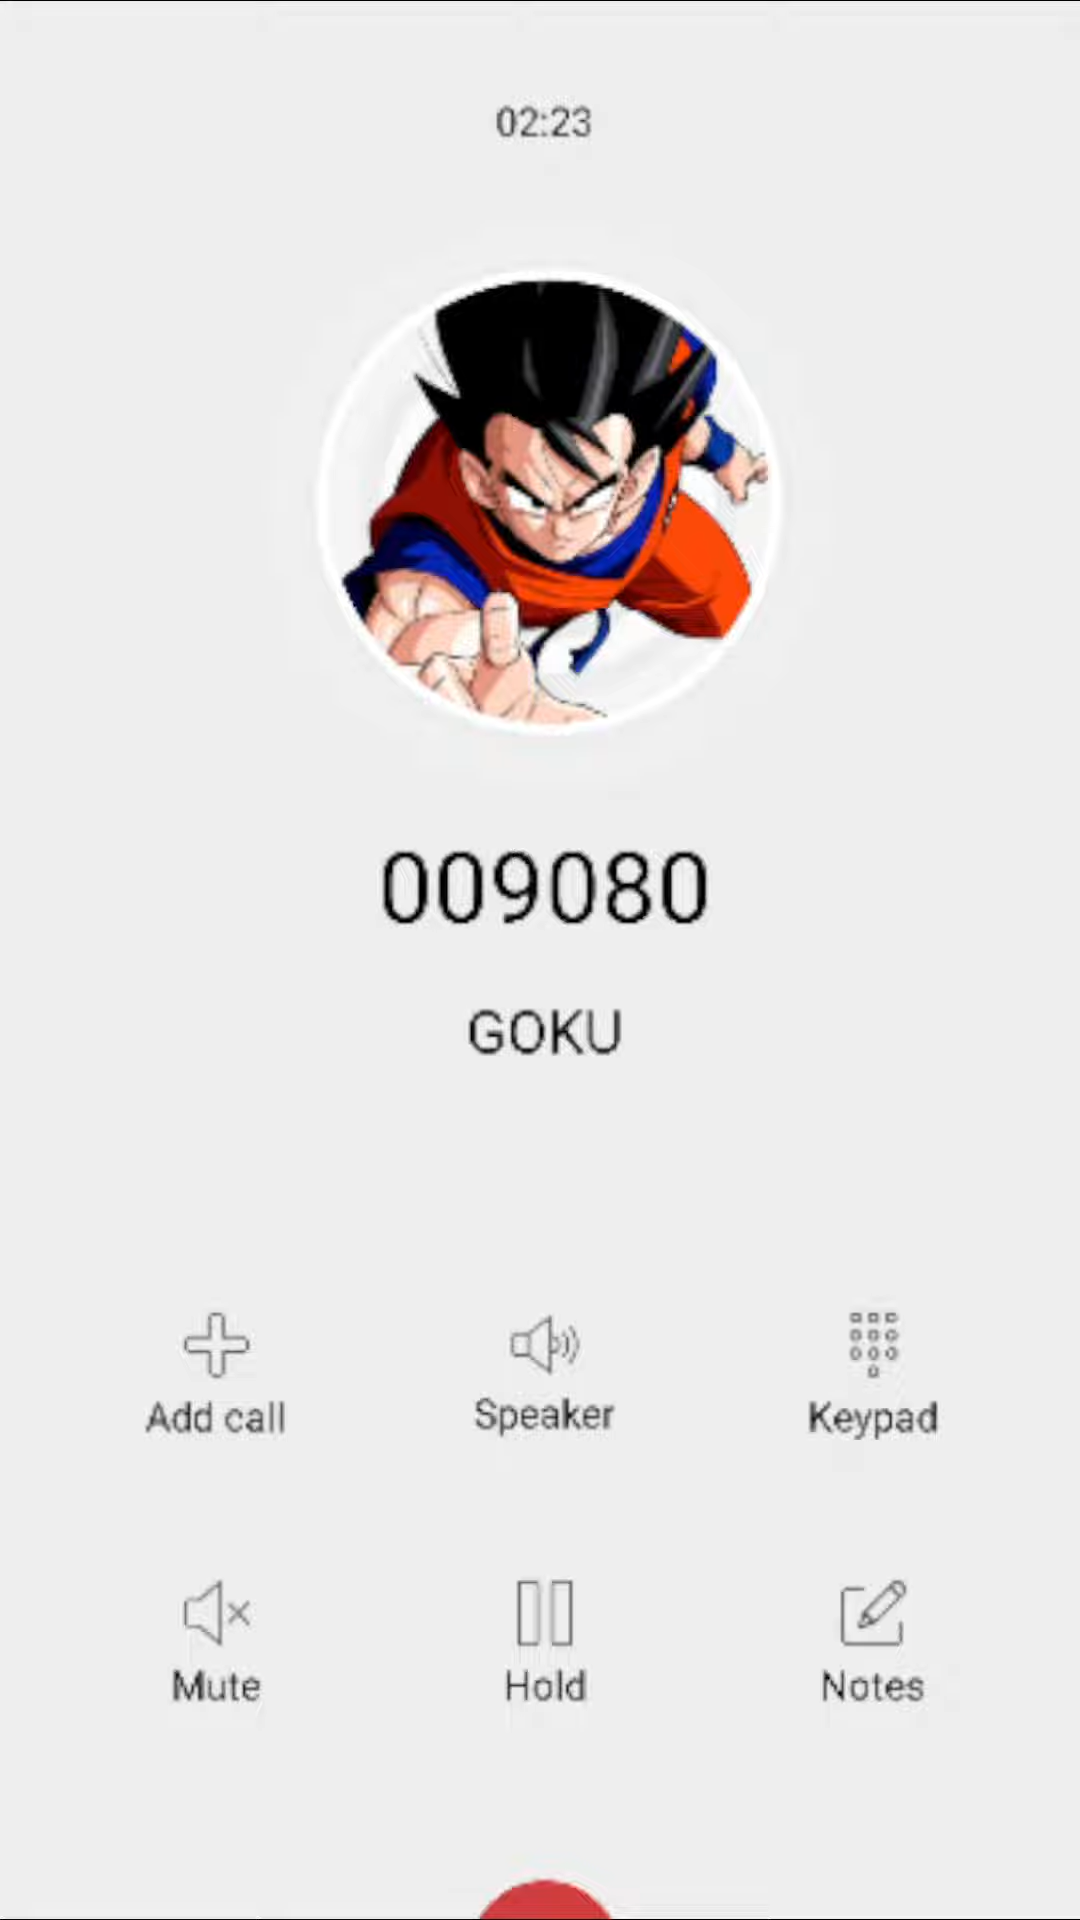 02:23
009080
GOKU
Add call
Speaker
Keypad
Mute
Hold
Notes